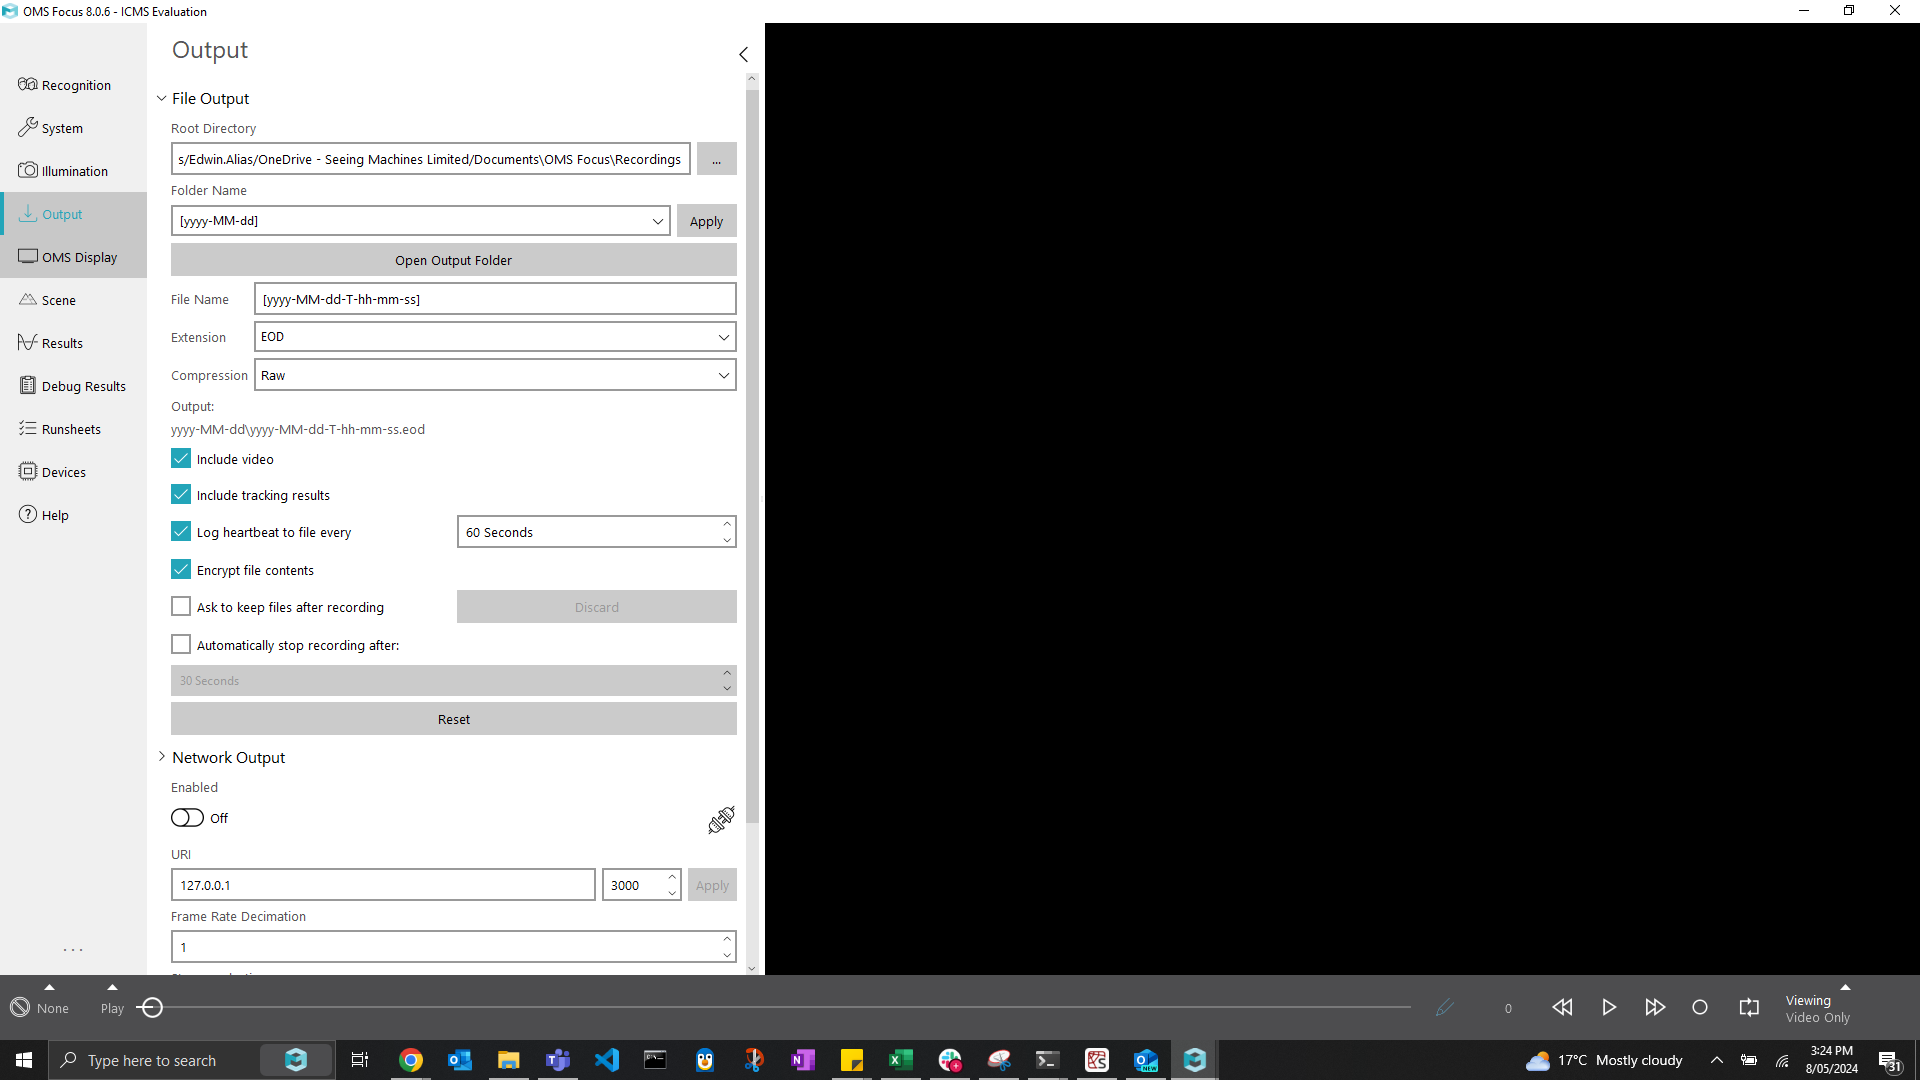 OMS Focus 8.0.6 - ICMS Evaluation
Recognition
System
Illumination
Output
OMS Display
Scene
Results
Debug Results
Runsheets
Devices
Help
...
Output
File Output
Root Directory
s/Edwin.Alias/OneDrive - Seeing Machines Limited/Documents\OMS Focus\Recordings
...
Folder Name
[yyyy-MM-dd]
Apply
Open Output Folder
File Name
[yyyy-MM-dd-T-hh-mm-ss]
Extension
EOD
Compression
Raw
Output:
yyyy-MM-dd\yyyy-MM-dd-T-hh-mm-ss.eod
Include video
Include tracking results
Log heartbeat to file every
60 Seconds
Encrypt file contents
Ask to keep files after recording
Discard
Automatically stop recording after:
30 Seconds
Reset
Network Output
Enabled
Off
URI
127.0.0.1
3000
Apply
Frame Rate Decimation
1
None
Play
0
Viewing
Video Only
Type here to search
NEW
17°C Mostly cloudy
3:24 PM
8/05/2024
31